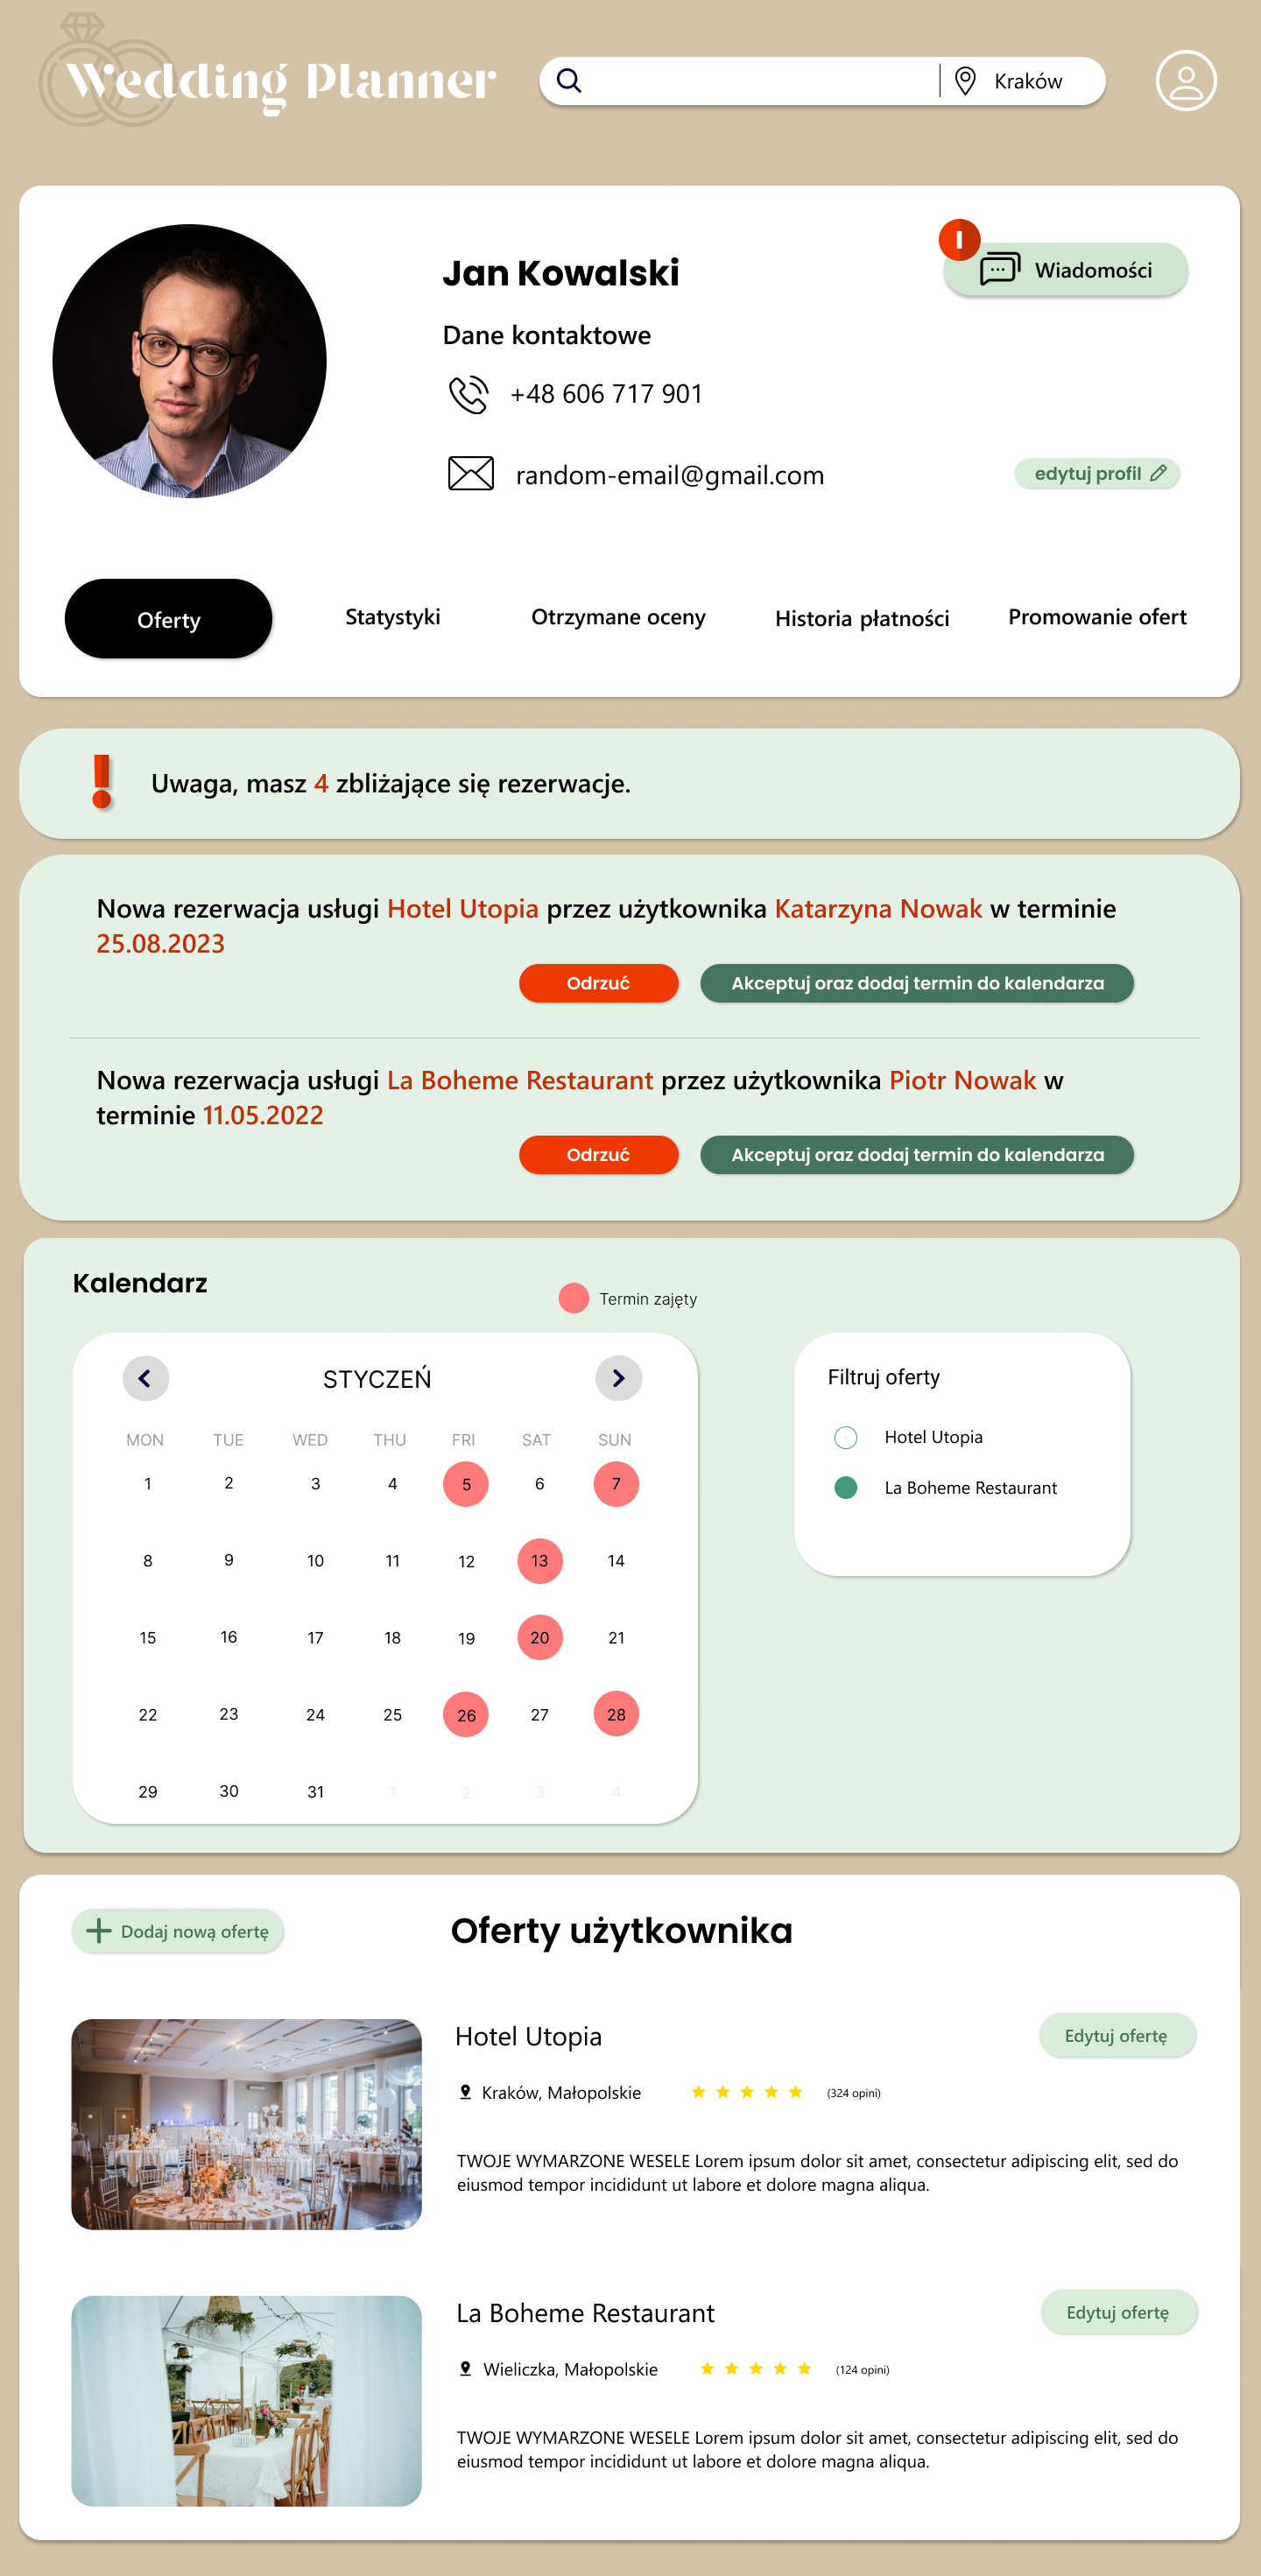 Wedding Planner
Kraków
Jan Kowalski
Wiadomości
Dane kontaktowe
+48 606 717 901
random-email@gmail.com
edytuj profil
Oferty
Statystyki
Otrzymane oceny
Historia płatności
Promowanie ofert
Uwaga, masz 4 zbliżające się rezerwacje.
Nowa rezerwacja usługi Hotel Utopia przez użytkownika Katarzyna Nowak w terminie
25.08.2023
Odrzuć
Akceptuj oraz dodaj termin do kalendarza
Nowa rezerwacja usługi La Boheme Restaurant przez użytkownika Piotr Nowak w
terminie 11.05.2022
Odrzuć
Akceptuj oraz dodaj termin do kalendarza
Kalendarz
Termin zajęty
STYCZEŃ
MON TUE WED THU FRI SAT SUN
1 2 3 4 5 6 7
8 9 10 11 12 13 14
15 16 17 18 19 20 21
22 23 24 25 26 27 28
29 30 31 1 2 3 4
Filtruj oferty
Hotel Utopia
La Boheme Restaurant
Dodaj nową ofertę
Oferty użytkownika
Hotel Utopia
Edytuj ofertę
Kraków, Małopolskie
(324 opini)
TWOJE WYMARZONE WESELE Lorem ipsum dolor sit amet, consectetur adipiscing elit, sed do
eiusmod tempor incididunt ut labore et dolore magna aliqua.
La Boheme Restaurant
Edytuj ofertę
Wieliczka, Małopolskie
(124 opini)
TWOJE WYMARZONE WESELE Lorem ipsum dolor sit amet, consectetur adipiscing elit, sed do
eiusmod tempor incididunt ut labore et dolore magna aliqua.